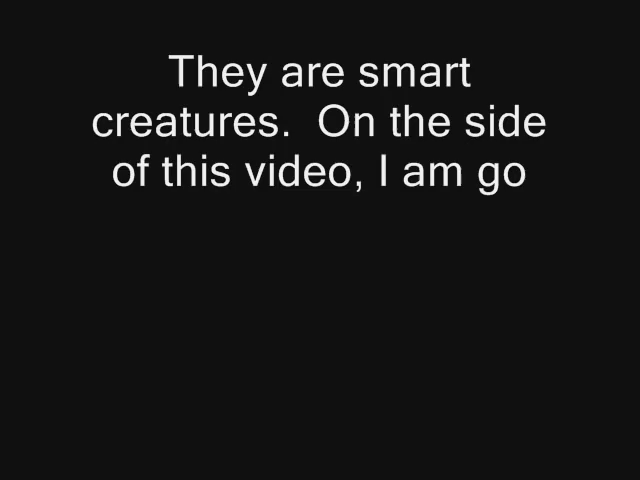 They are smart
creatures.  On the side
of this video, I am go